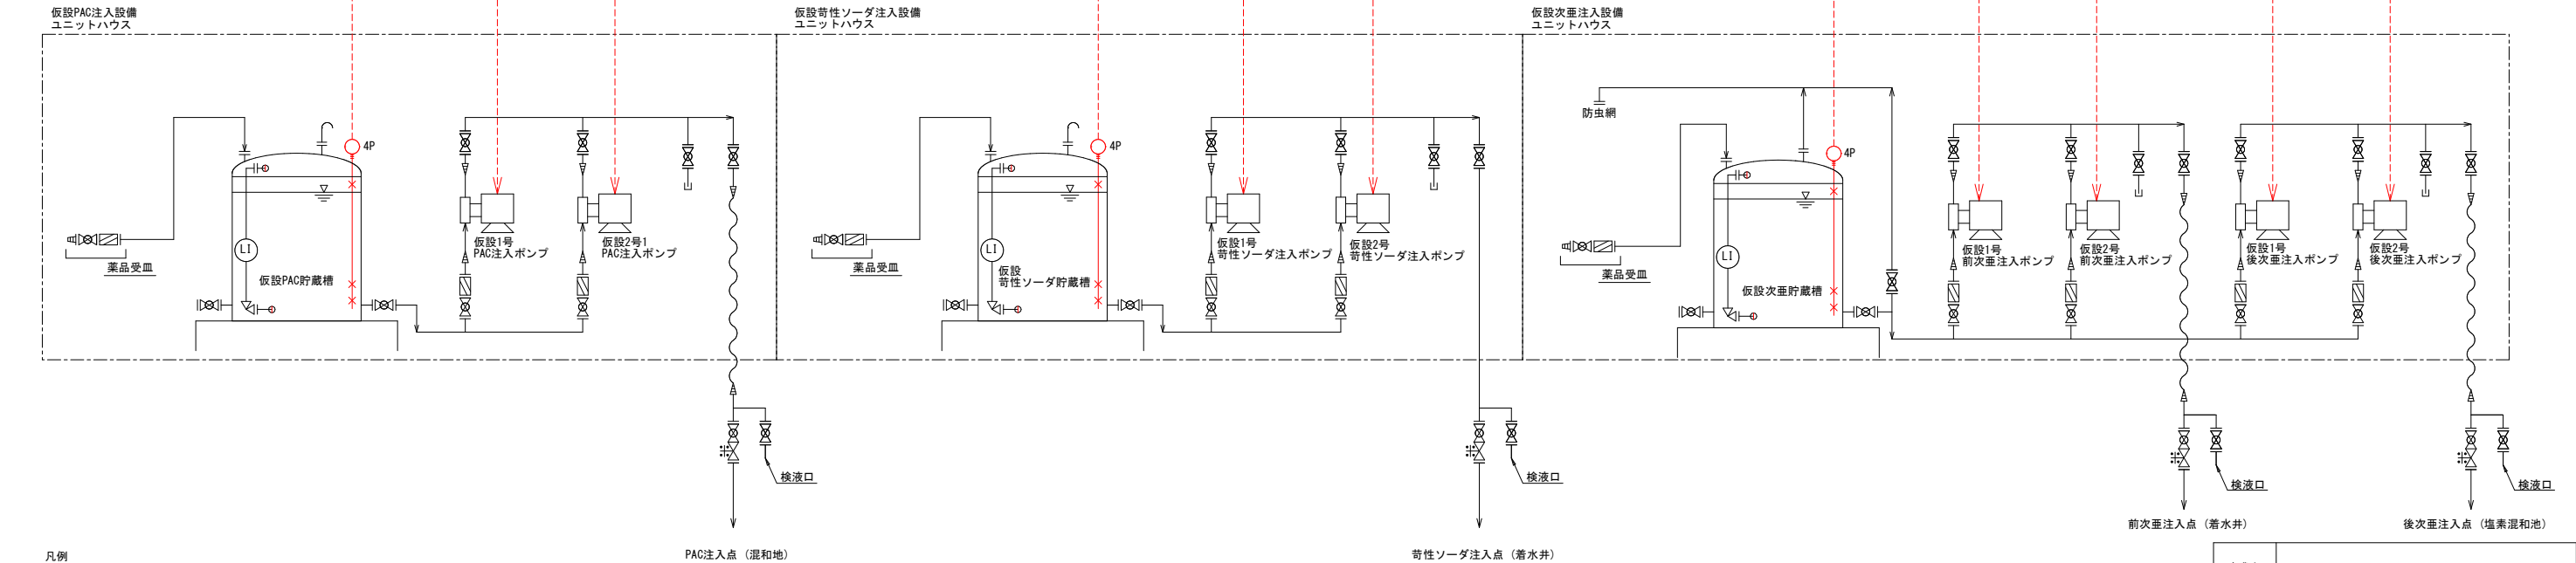 仮設PAC注入設備
ユニットハウス
仮設苛性ソーダ注入設備
ユニットハウス
仮設次亜注入設備
ユニットハウス
防虫網
4P
4P
4P
LI
LI
LI
薬品受皿
薬品受皿
薬品受皿
仮設PAC貯蔵槽
仮設1号
PAC注入ポンプ
仮設2号1
PAC注入ポンプ
仮設
苛性ソーダ貯蔵槽
仮設1号
苛性ソーダ注入ポンプ
仮設2号
苛性ソーダ注入ポンプ
仮設次亜貯蔵槽
仮設1号
前次亜注入ポンプ
仮設2号
前次亜注入ポンプ
仮設1号
後次亜注入ポンプ
仮設2号
後次亜注入ポンプ
検液口
検液口
検液口
検液口
PAC注入点（混和地）
苛性ソーダ注入点（着水井）
前次亜注入点（着水井）
後次亜注入点（塩素混和池）
凡例